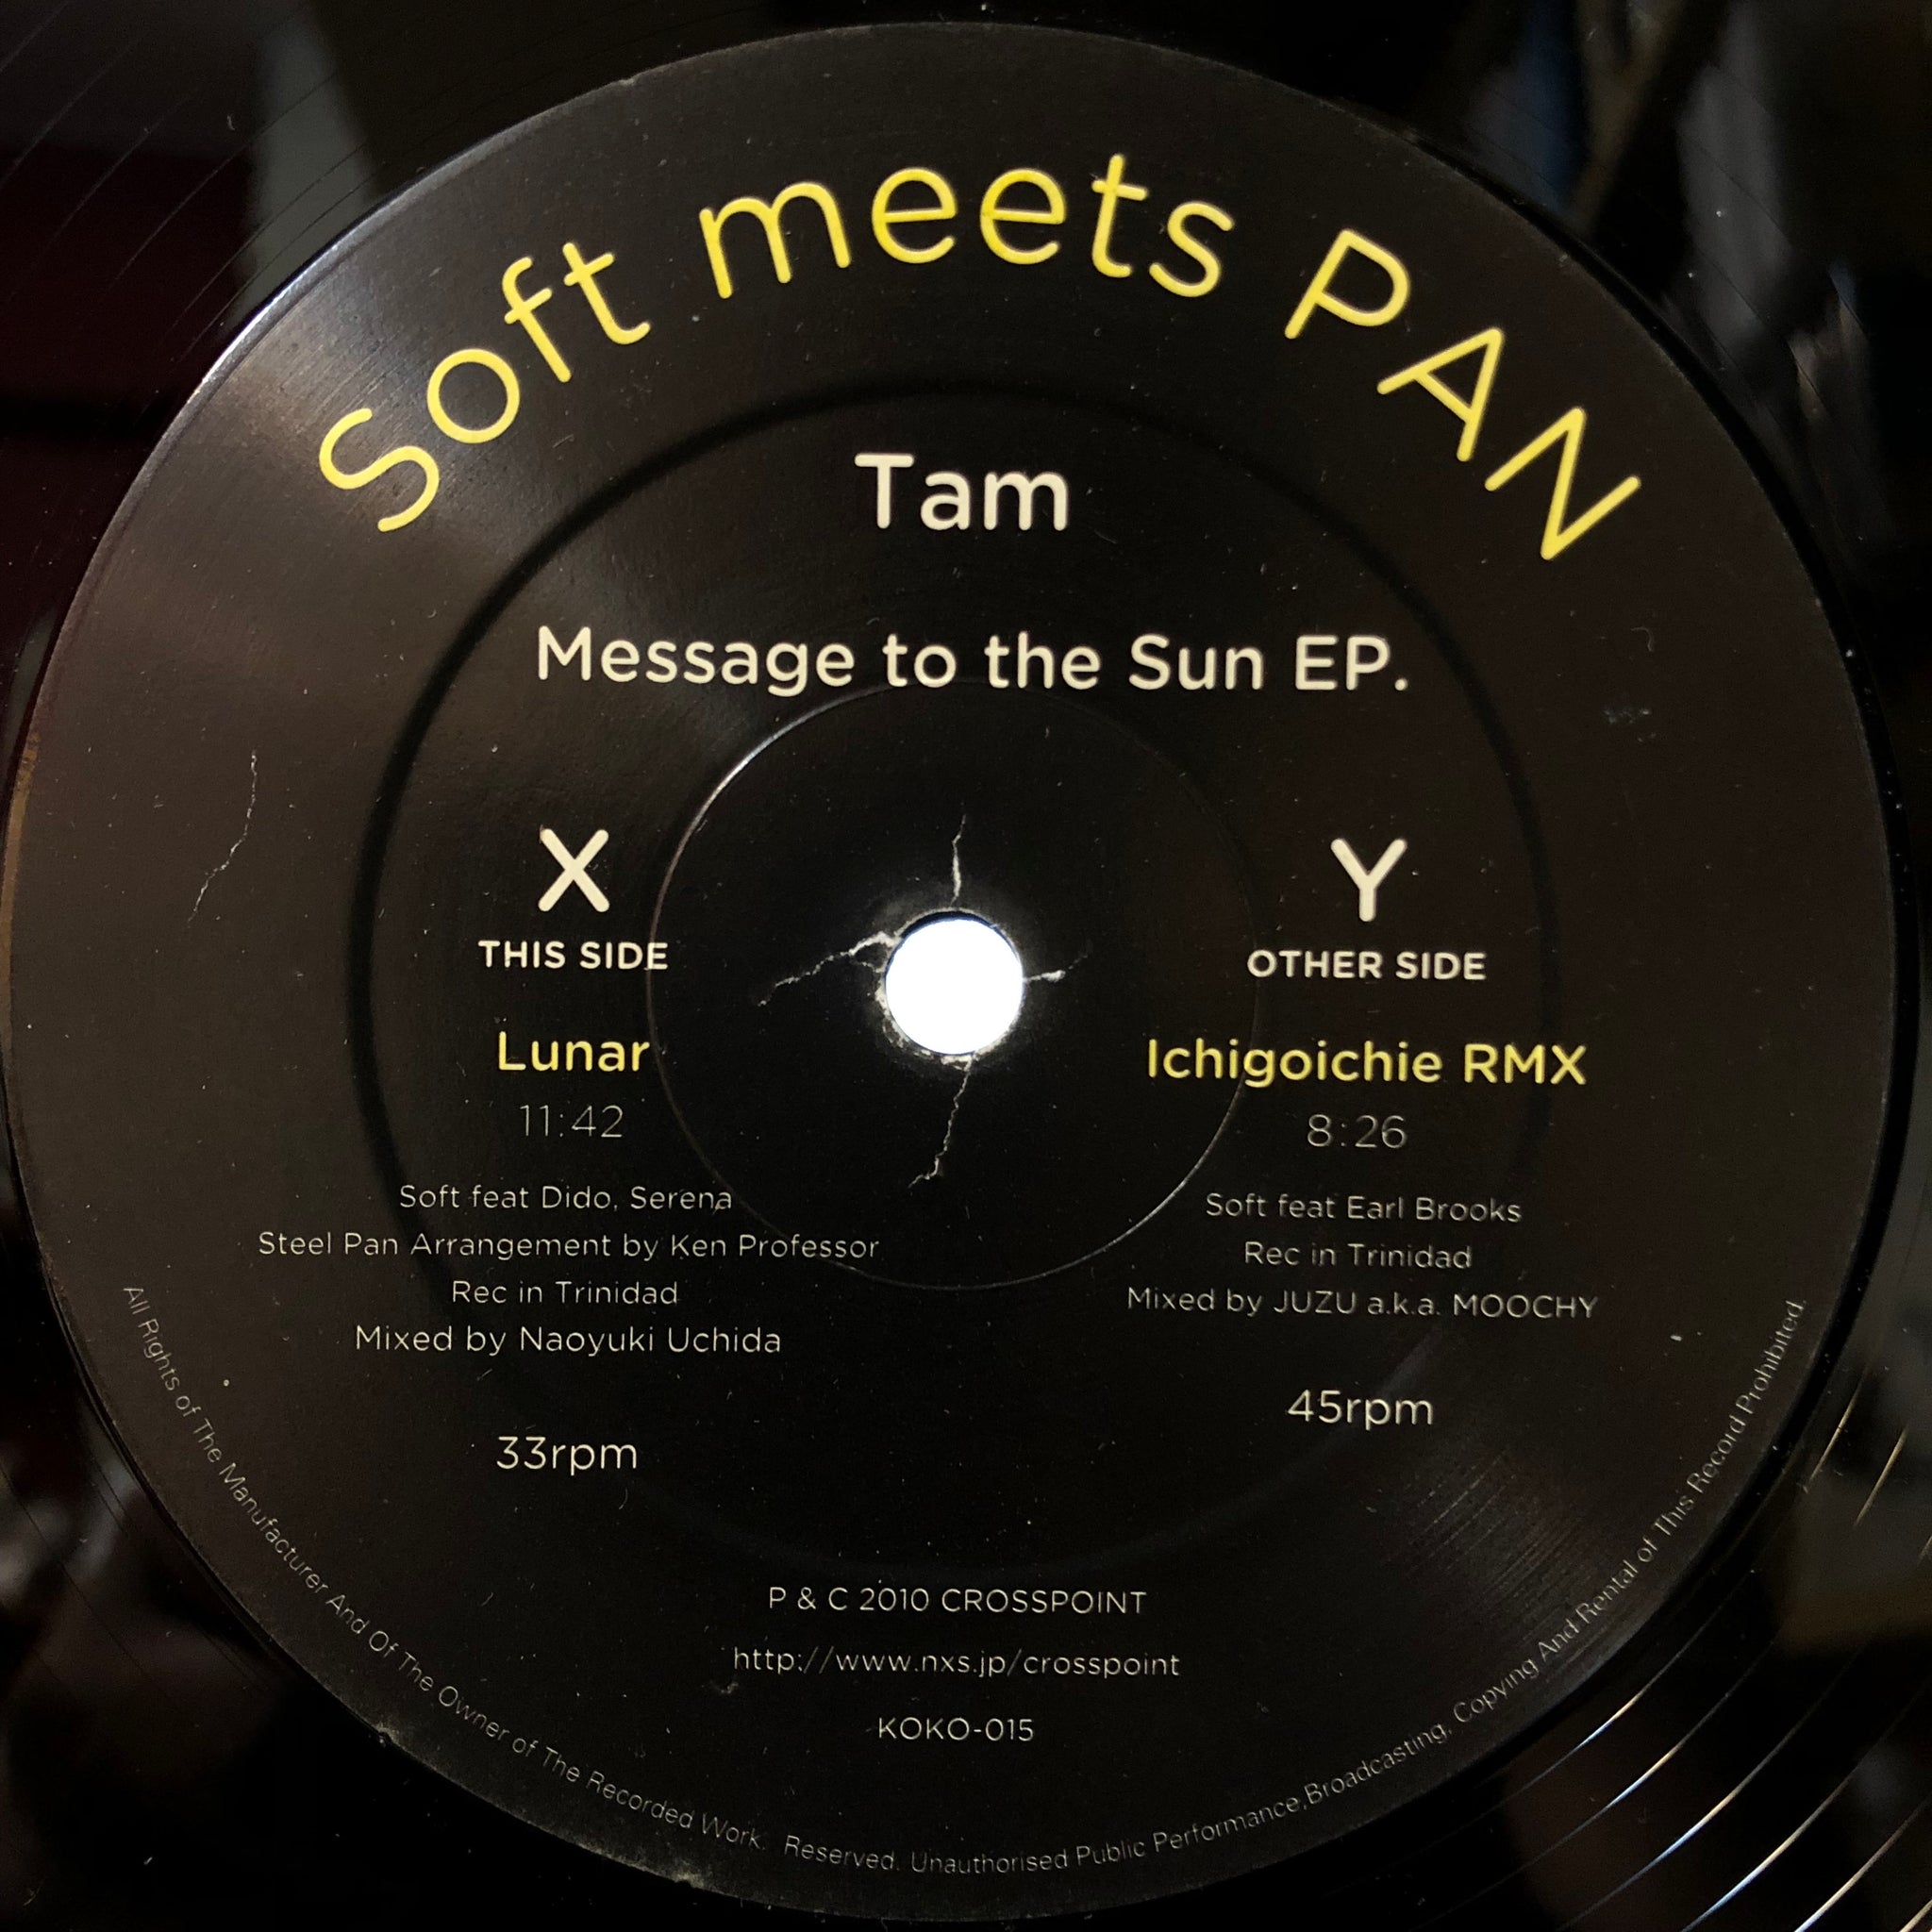 Soft meets PAN
Tam
Message to the Sun EP.
X
THIS SIDE
Lunar
11:42
Soft feat Dido, Serena
Steel Pan Arrangement by Ken Professor
Rec in Trinidad
Mixed by Naoyuki Uchida
33rpm
Y
OTHER SIDE
Ichigoichie RMX
8:26
Soft feat Earl Brooks
Rec in Trinidad
Mixed by JUZU a.k.a. MOOCHY
45rpm
P & C 2010 CROSSPOINT
http://www.nxs.jp/crosspoint
KOKO-015
All Rights of The Manufacturer And Of The Owner of The Recorded Work. Reserved. Unauthorised Public Performance,Broadcasting, Copying And Rental of This Record Prohibited.